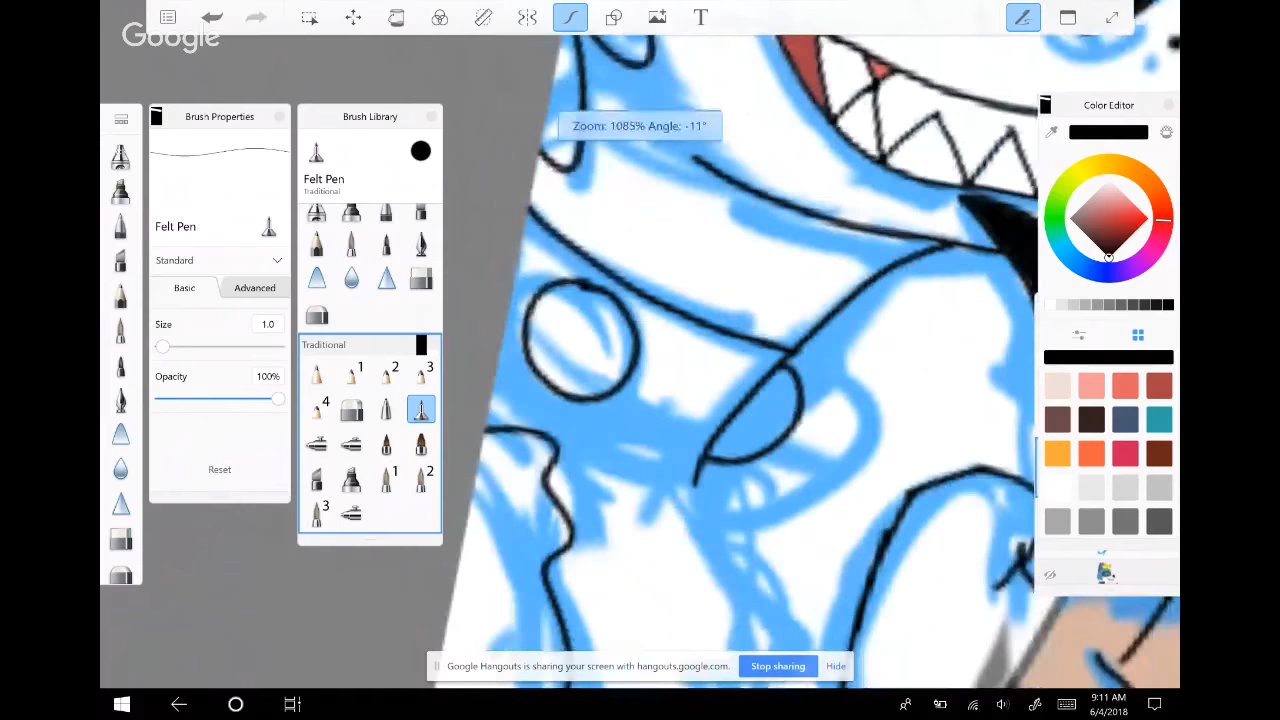 Google
T
Brush Properties
Felt Pen
Standard
Basic
Advanced
Size
1.0
Opacity
100%
Reset
Brush Library
Felt Pen
Traditional
Traditional
1
2
3
4
1
2
3
Zoom: 1085% Angle: -11°
Color Editor
Google Hangouts is sharing your screen with hangouts.google.com.
Stop sharing
Hide
9:11 AM
6/4/2018